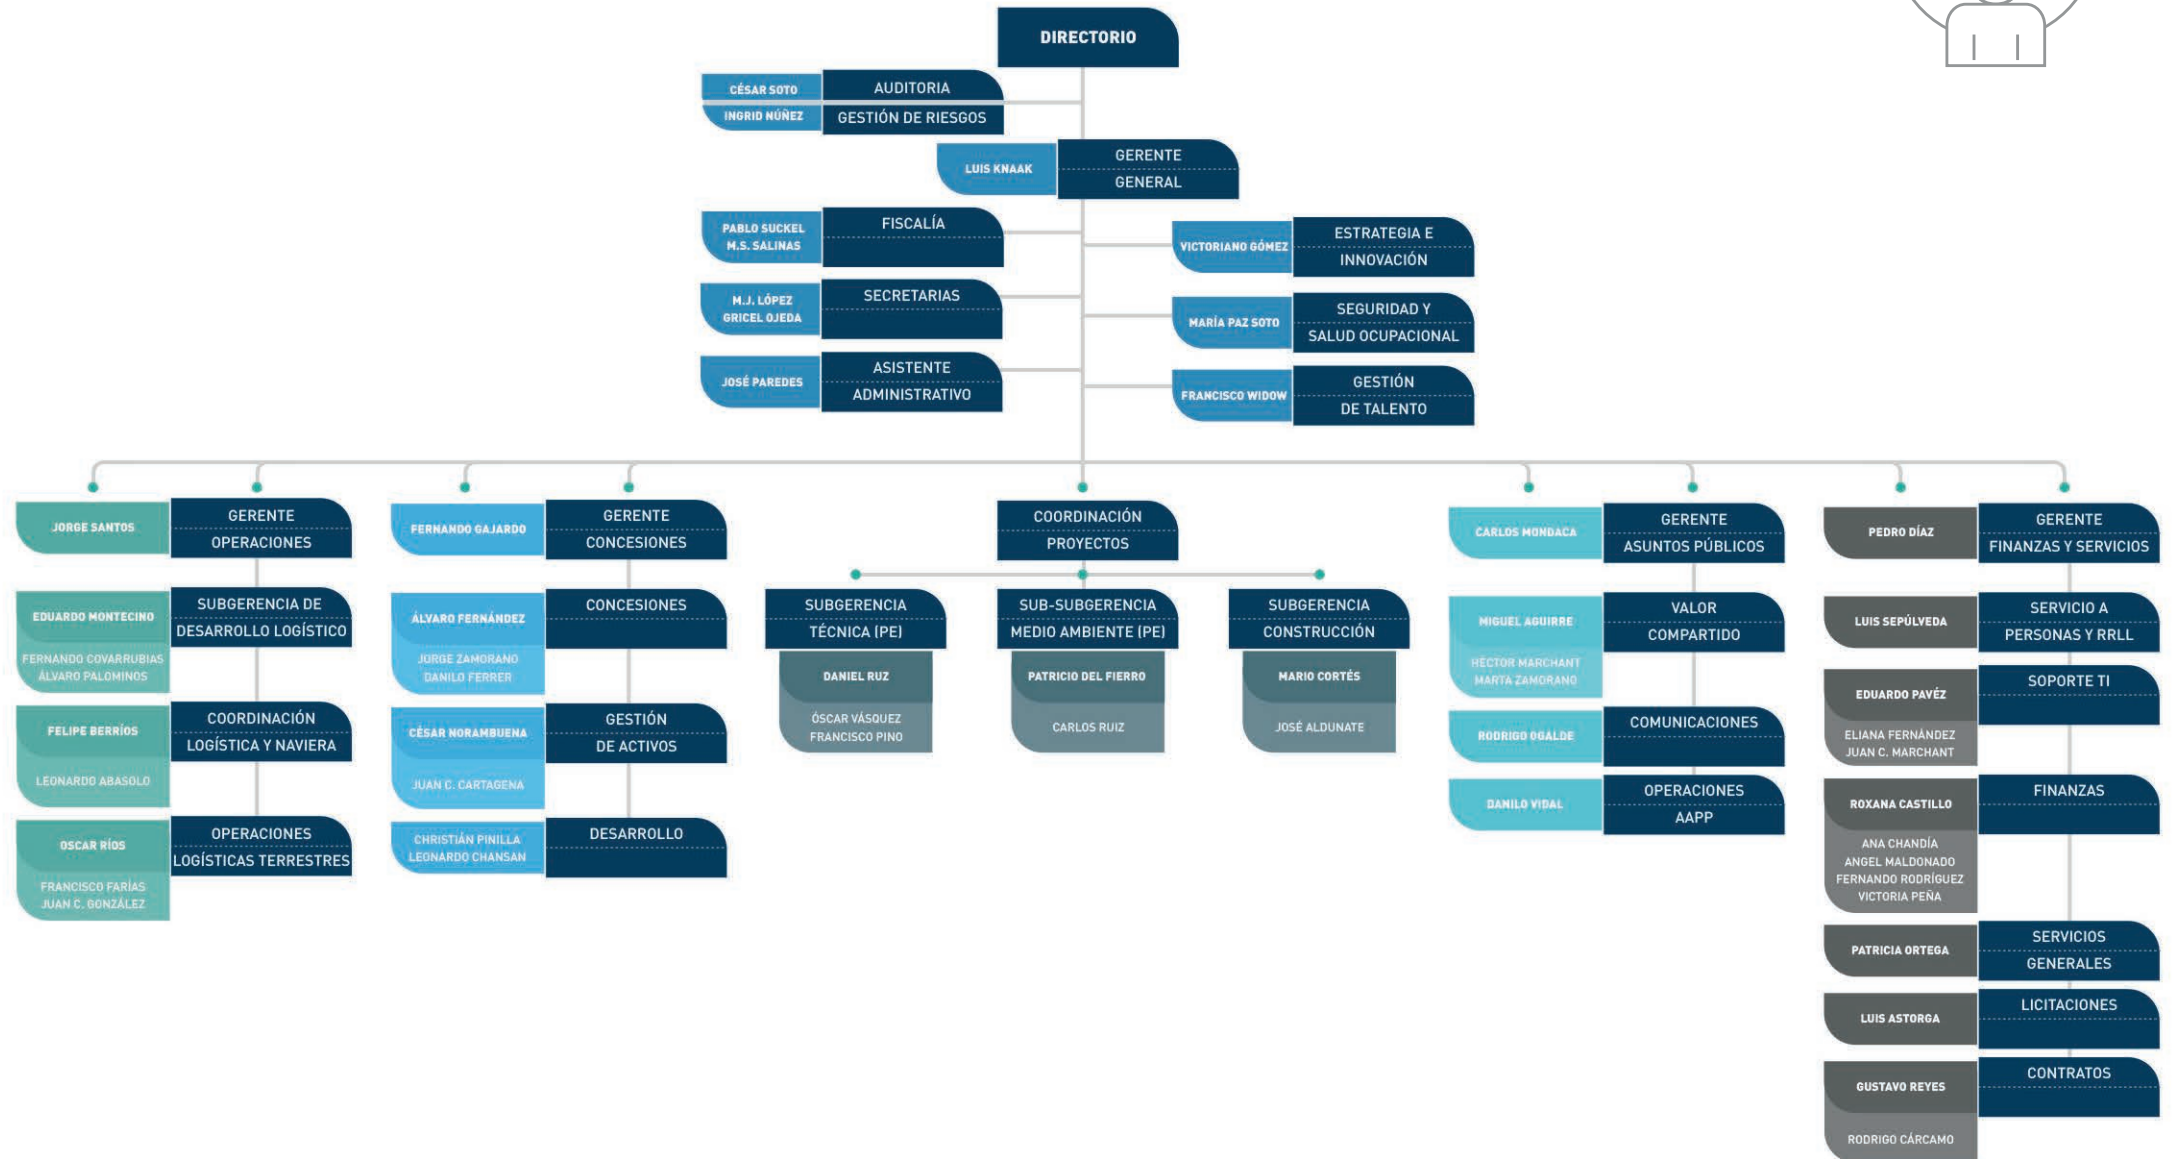 DIRECTORIO
CÉSAR SOTO
AUDITORIA
INGRID NÚÑEZ
GESTIÓN DE RIESGOS
LUIS KNAAK
GERENTE
GENERAL
PABLO SUCKEL
M.S. SALINAS
FISCALÍA
VICTORIANO GÓMEZ
ESTRATEGIA E
INNOVACIÓN
M.J. LÓPEZ
GRICEL OJEDA
SECRETARIAS
MARÍA PAZ SOTO
SEGURIDAD Y
SALUD OCUPACIONAL
JOSÉ PAREDES
ASISTENTE
ADMINISTRATIVO
FRANCISCO WIDOW
GESTIÓN
DE TALENTO
JORGE SANTOS
GERENTE
OPERACIONES
EDUARDO MONTECINO
FERNANDO COVARRUBIAS
ÁLVARO PALOMINOS
SUBGERENCIA DE
DESARROLLO LOGÍSTICO
FELIPE BERRÍOS
LEONARDO ABASOLO
COORDINACIÓN
LOGÍSTICA Y NAVIERA
OSCAR RÍOS
FRANCISCO FARÍAS
JUAN C. GONZÁLEZ
OPERACIONES
LOGÍSTICAS TERRESTRES
FERNANDO GAJARDO
GERENTE
CONCESIONES
ÁLVARO FERNÁNDEZ
JORGE ZAMORANO
DANILO FERRER
CONCESIONES
CÉSAR NORAMBUENA
JUAN C. CARTAGENA
GESTIÓN
DE ACTIVOS
CHRISTIÁN PINILLA
LEONARDO CHANSAN
DESARROLLO
COORDINACIÓN
PROYECTOS
SUBGERENCIA
TÉCNICA (PE)
DANIEL RUZ
ÓSCAR VÁSQUEZ
FRANCISCO PINO
SUB-SUBGERENCIA
MEDIO AMBIENTE (PE)
PATRICIO DEL FIERRO
CARLOS RUIZ
SUBGERENCIA
CONSTRUCCIÓN
MARIO CORTÉS
JOSÉ ALDUNATE
CARLOS MONDACA
GERENTE
ASUNTOS PÚBLICOS
MIGUEL AGUIRRE
HÉCTOR MARCHANT
MARTA ZAMORANO
VALOR
COMPARTIDO
RODRIGO OGALDE
COMUNICACIONES
DANILO VIDAL
OPERACIONES
AAPP
PEDRO DÍAZ
GERENTE
FINANZAS Y SERVICIOS
LUIS SEPÚLVEDA
SERVICIO A
PERSONAS Y RRLL
EDUARDO PAVÉZ
ELIANA FERNÁNDEZ
JUAN C. MARCHANT
SOPORTE TI
ROXANA CASTILLO
ANA CHANDÍA
ANGEL MALDONADO
FERNANDO RODRÍGUEZ
VICTORIA PEÑA
FINANZAS
PATRICIA ORTEGA
SERVICIOS
GENERALES
LUIS ASTORGA
LICITACIONES
GUSTAVO REYES
RODRIGO CÁRCAMO
CONTRATOS